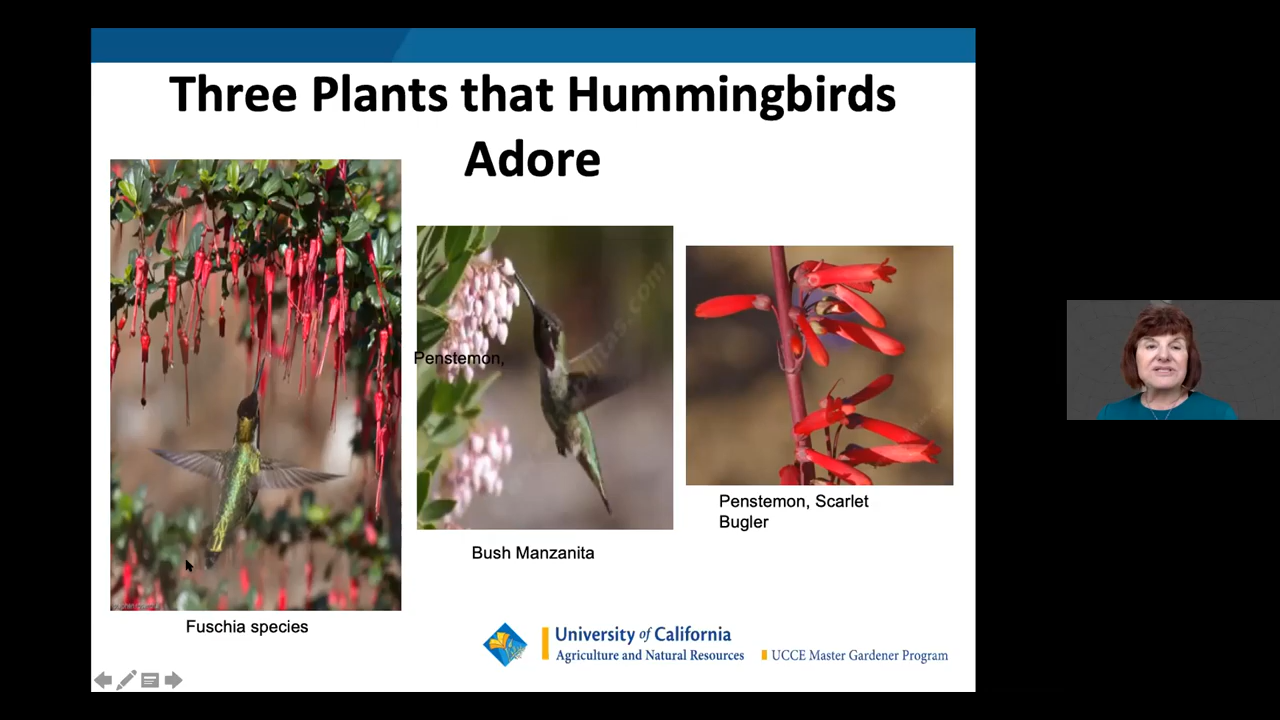 Three Plants that Hummingbirds
Adore
Penstemon,
Penstemon, Scarlet
Bugler
Bush Manzanita
Fuschia species
University of California
Agriculture and Natural Resources
UCCE Master Gardener Program